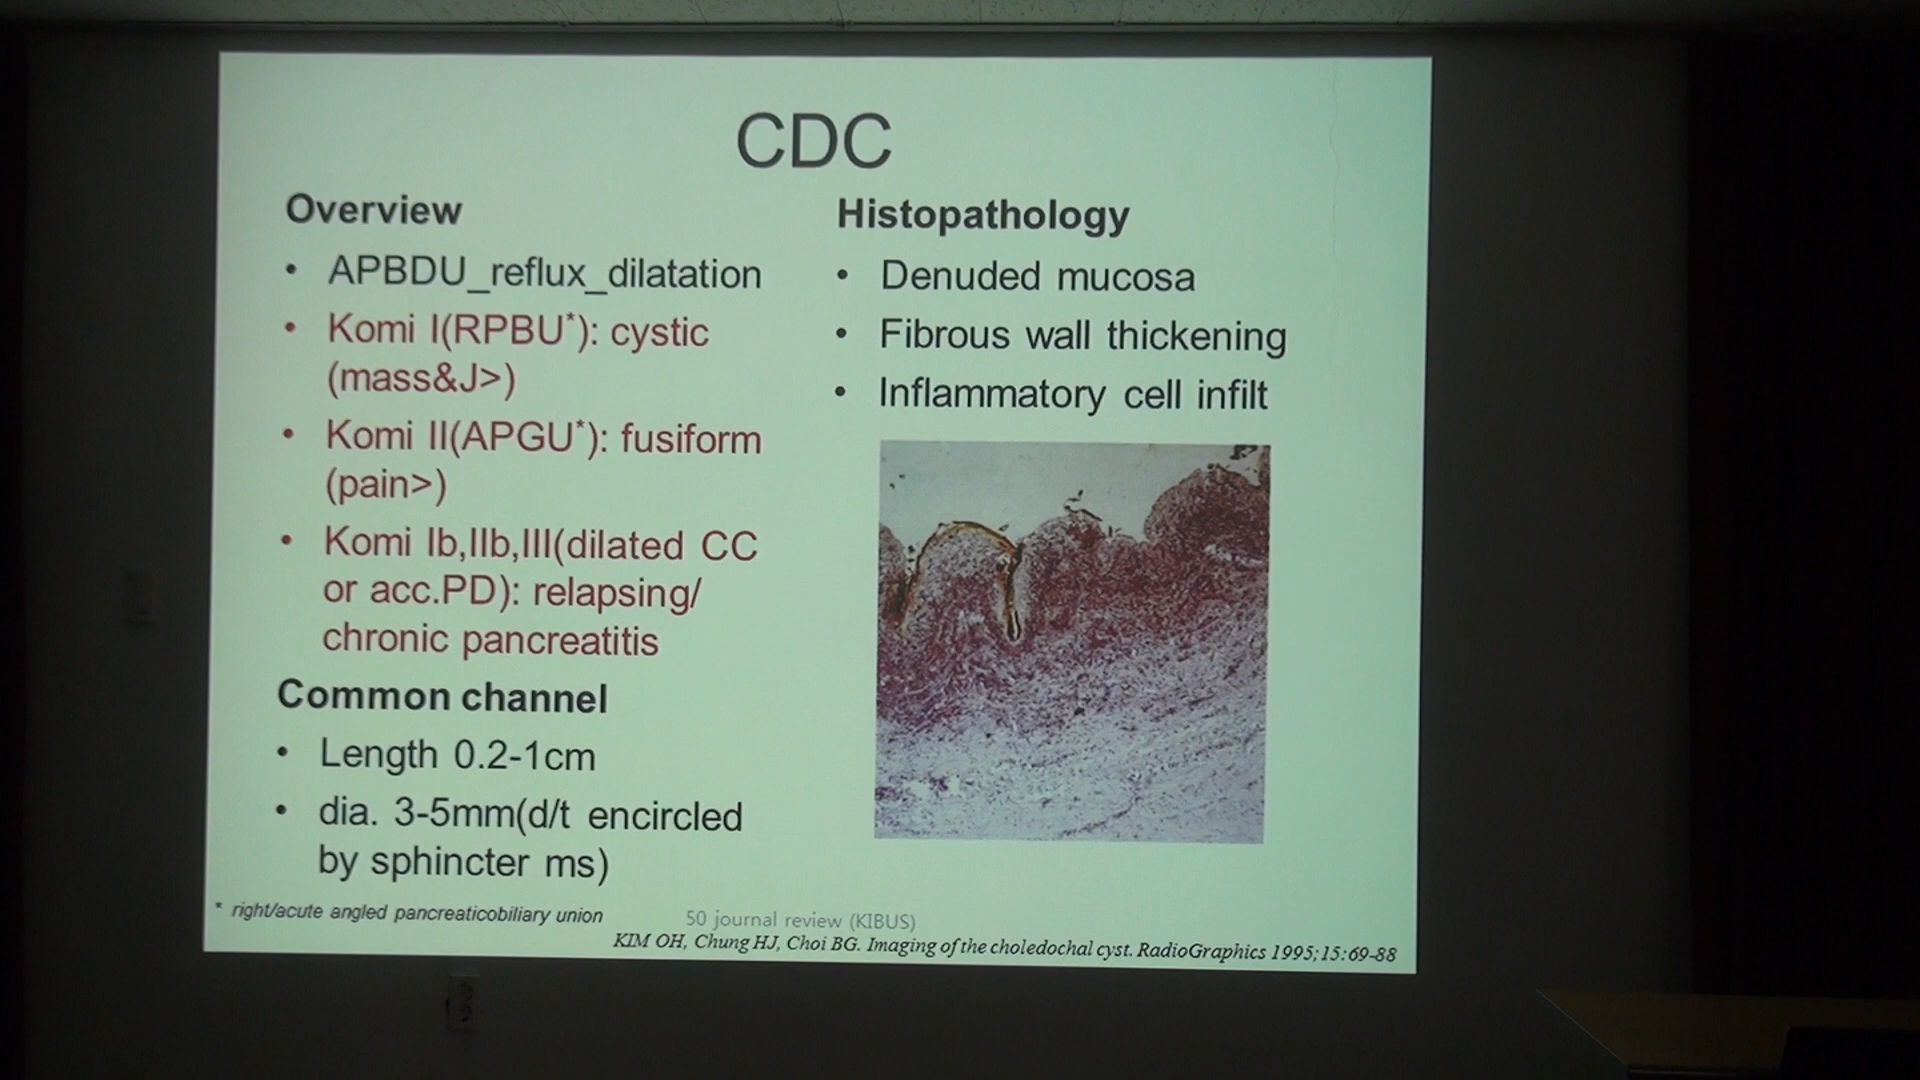 CDC
Overview
• APBDU_reflux_dilatation
• Komi I(RPBU*): cystic
(mass&J>)
• Komi II(APGU*): fusiform
(pain>)
• Komi Ib,IIb,III(dilated CC
or acc.PD): relapsing/
chronic pancreatitis
Common channel
• Length 0.2-1cm
• dia. 3-5mm(d/t encircled
by sphincter ms)
Histopathology
• Denuded mucosa
• Fibrous wall thickening
• Inflammatory cell infilt
* right/acute angled pancreaticobiliary union
50 journal review (KIBUS)
KIM OH, Chung HJ, Choi BG. Imaging of the choledochal cyst. RadioGraphics 1995;15:69-88